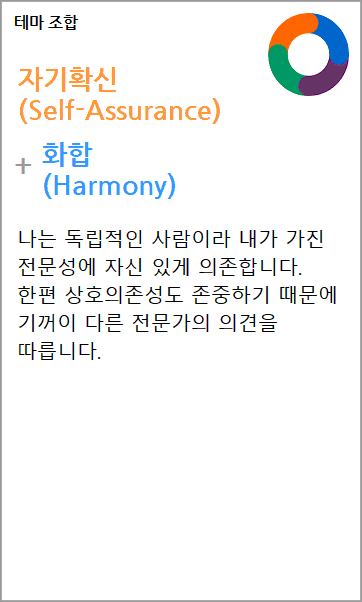 테마 조합
자기확신
(Self-Assurance)
+ 화합
(Harmony)
나는 독립적인 사람이라 내가 가진
전문성에 자신 있게 의존합니다.
한편 상호의존성도 존중하기 때문에
기꺼이 다른 전문가의 의견을
따릅니다.